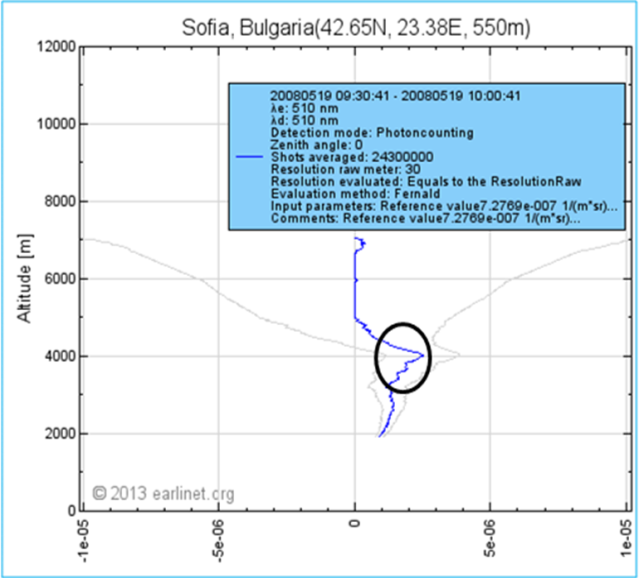 Sofia, Bulgaria(42.65N, 23.38E, 550m)
12000
10000
8000
6000
4000
2000
0
Altitude [m]
20080519 09:30:41 - 20080519 10:00:41
λe: 510 nm
λd: 510 nm
Detection mode: Photoncounting
Zenith angle: 0
Shots averaged: 24300000
Resolution raw meter: 30
Resolution evaluated: Equals to the ResolutionRaw
Evaluation method: Fernald
Input parameters: Reference value7.2769e-007 1/(m*sr)...
Comments: Reference value7.2769e-007 1/(m*sr)...
© 2013 earlinet.org
-1e-05
-5e-06
0
5e-06
1e-05